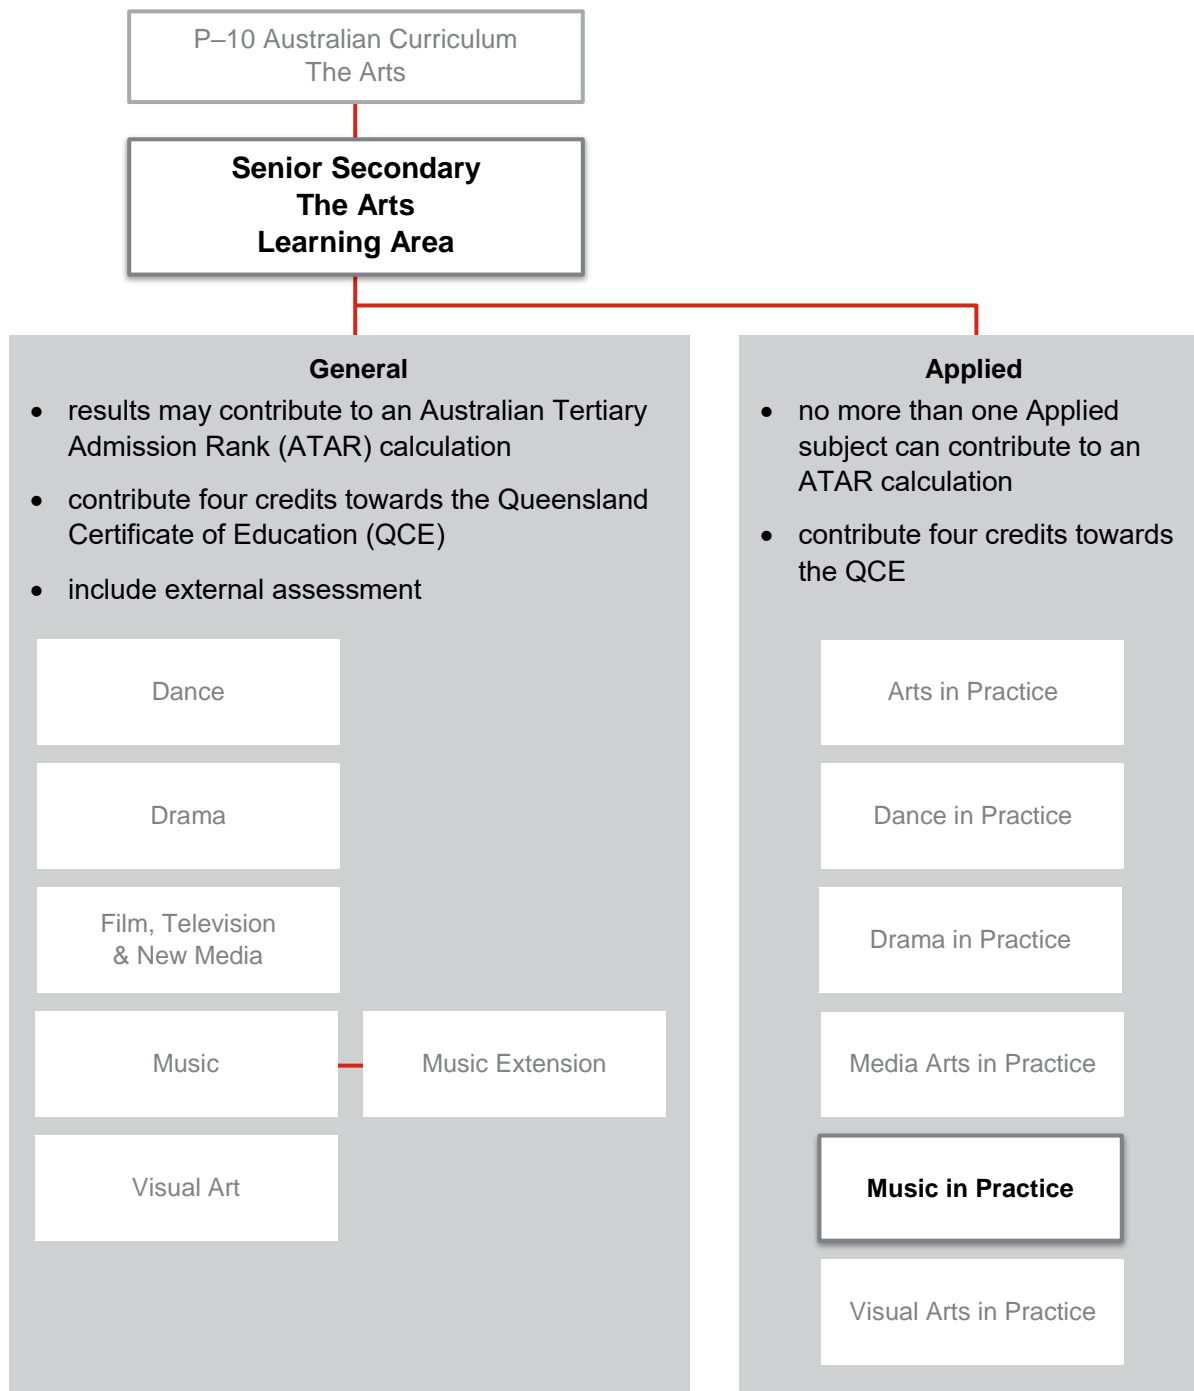 P–10 Australian Curriculum
The Arts
Senior Secondary
The Arts
Learning Area
General
• results may contribute to an Australian Tertiary
Admission Rank (ATAR) calculation
• contribute four credits towards the Queensland
Certificate of Education (QCE)
• include external assessment
Dance
Drama
Film, Television
& New Media
Music
Music Extension
Visual Art
Applied
• no more than one Applied
subject can contribute to an
ATAR calculation
• contribute four credits towards
the QCE
Arts in Practice
Dance in Practice
Drama in Practice
Media Arts in Practice
Music in Practice
Visual Arts in Practice